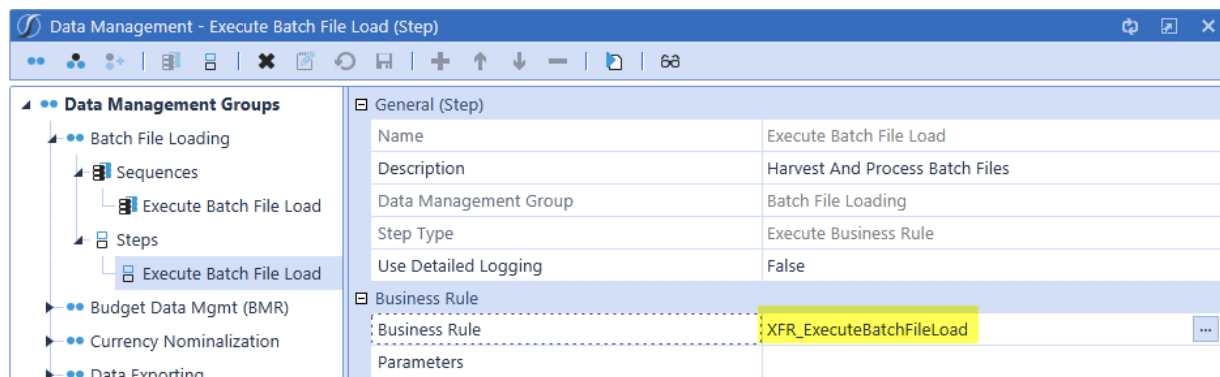 Data Management - Execute Batch File Load (Step)
Data Management Groups
Batch File Loading
Sequences
Execute Batch File Load
Steps
Execute Batch File Load
Budget Data Mgmt (BMR)
Currency Nominalization
Data Exporting
General (Step)
Name Execute Batch File Load
Description Harvest And Process Batch Files
Data Management Group Batch File Loading
Step Type Execute Business Rule
Use Detailed Logging False
Business Rule
Business Rule XFR_ExecuteBatchFileLoad ...
Parameters